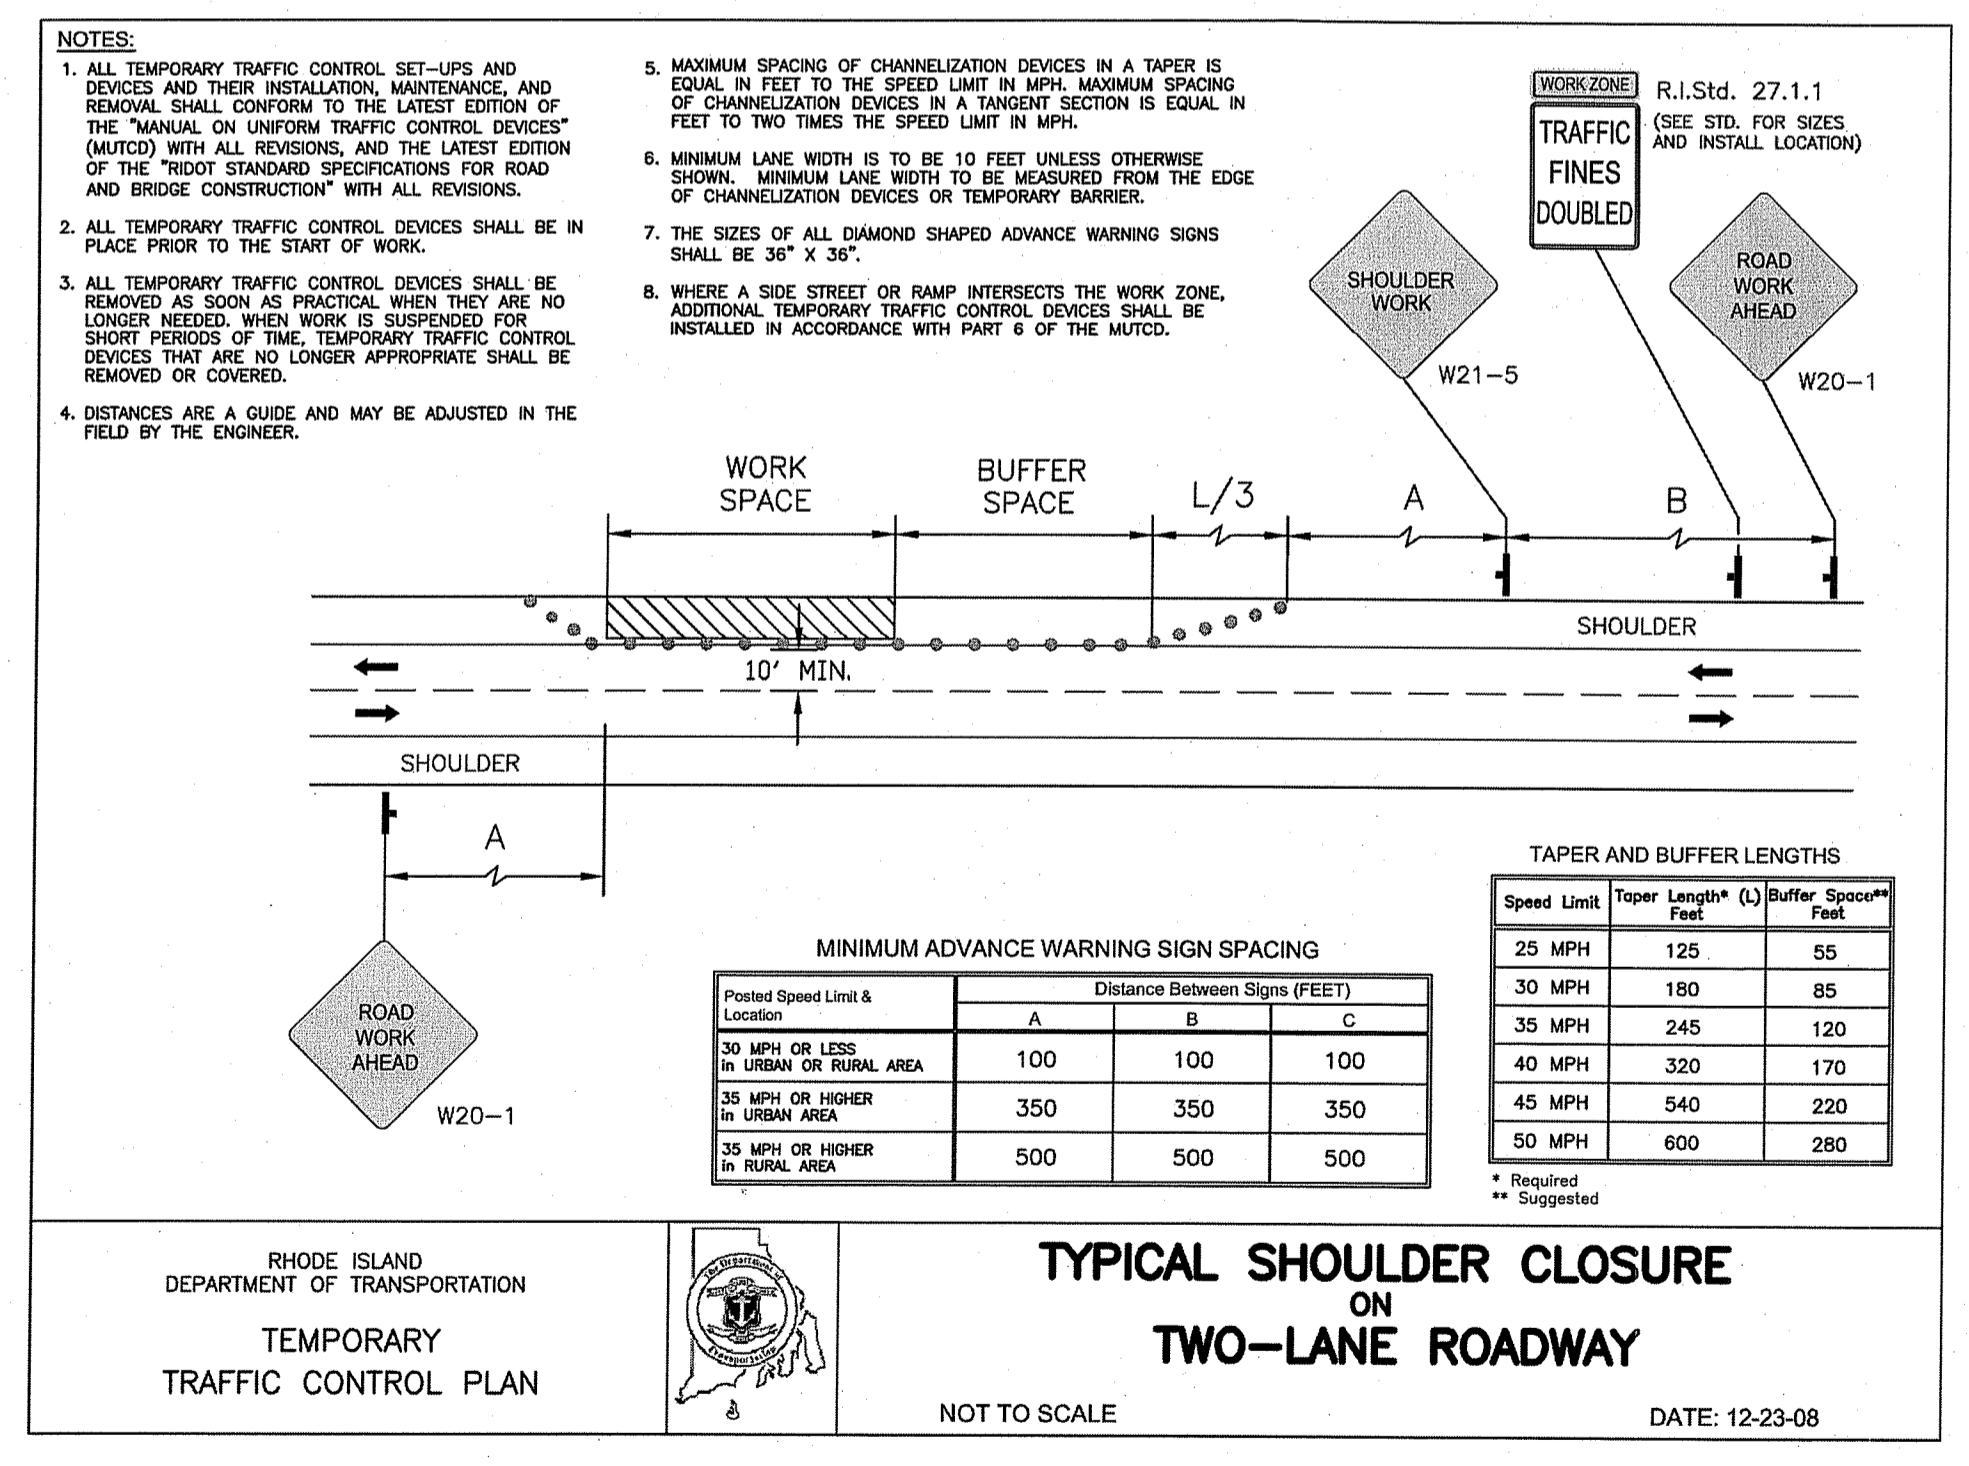 NOTES:
1. ALL TEMPORARY TRAFFIC CONTROL SET-UPS AND
DEVICES AND THEIR INSTALLATION, MAINTENANCE, AND
REMOVAL SHALL CONFORM TO THE LATEST EDITION OF
THE "MANUAL ON UNIFORM TRAFFIC CONTROL DEVICES"
(MUTCD) WITH ALL REVISIONS, AND THE LATEST EDITION
OF THE "RIDOT STANDARD SPECIFICATIONS FOR ROAD
AND BRIDGE CONSTRUCTION" WITH ALL REVISIONS.
2. ALL TEMPORARY TRAFFIC CONTROL DEVICES SHALL BE IN
PLACE PRIOR TO THE START OF WORK.
3. ALL TEMPORARY TRAFFIC CONTROL DEVICES SHALL BE
REMOVED AS SOON AS PRACTICAL WHEN THEY ARE NO
LONGER NEEDED. WHEN WORK IS SUSPENDED FOR
SHORT PERIODS OF TIME, TEMPORARY TRAFFIC CONTROL
DEVICES THAT ARE NO LONGER APPROPRIATE SHALL BE
REMOVED OR COVERED.
4. DISTANCES ARE A GUIDE AND MAY BE ADJUSTED IN THE
FIELD BY THE ENGINEER.
5. MAXIMUM SPACING OF CHANNELIZATION DEVICES IN A TAPER IS
EQUAL IN FEET TO THE SPEED LIMIT IN MPH. MAXIMUM SPACING
OF CHANNELIZATION DEVICES IN A TANGENT SECTION IS EQUAL IN
FEET TO TWO TIMES THE SPEED LIMIT IN MPH.
6. MINIMUM LANE WIDTH IS TO BE 10 FEET UNLESS OTHERWISE
SHOWN. MINIMUM LANE WIDTH TO BE MEASURED FROM THE EDGE
OF CHANNELIZATION DEVICES OR TEMPORARY BARRIER.
7. THE SIZES OF ALL DIAMOND SHAPED ADVANCE WARNING SIGNS
SHALL BE 36" X 36".
8. WHERE A SIDE STREET OR RAMP INTERSECTS THE WORK ZONE,
ADDITIONAL TEMPORARY TRAFFIC CONTROL DEVICES SHALL BE
INSTALLED IN ACCORDANCE WITH PART 6 OF THE MUTCD.
WORK ZONE
TRAFFIC
FINES
DOUBLED
R.I.Std. 27.1.1
(SEE STD. FOR SIZES
AND INSTALL LOCATION)
SHOULDER
WORK
W21-5
ROAD
WORK
AHEAD
W20-1
WORK
SPACE
BUFFER
SPACE
L/3
A
B
SHOULDER
10' MIN.
SHOULDER
A
ROAD
WORK
AHEAD
W20-1
MINIMUM ADVANCE WARNING SIGN SPACING
Posted Speed Limit &
Location
Distance Between Signs (FEET)
A B C
30 MPH OR LESS
in URBAN OR RURAL AREA
100 100 100
35 MPH OR HIGHER
in URBAN AREA
350 350 350
35 MPH OR HIGHER
in RURAL AREA
500 500 500
TAPER AND BUFFER LENGTHS
Speed Limit
Taper Length* (L)
Feet
Buffer Space**
Feet
25 MPH 125 55
30 MPH 180 85
35 MPH 245 120
40 MPH 320 170
45 MPH 540 220
50 MPH 600 280
* Required
** Suggested
RHODE ISLAND
DEPARTMENT OF TRANSPORTATION
TEMPORARY
TRAFFIC CONTROL PLAN
The Department of
Transportation
TYPICAL SHOULDER CLOSURE
ON
TWO-LANE ROADWAY
NOT TO SCALE
DATE: 12-23-08